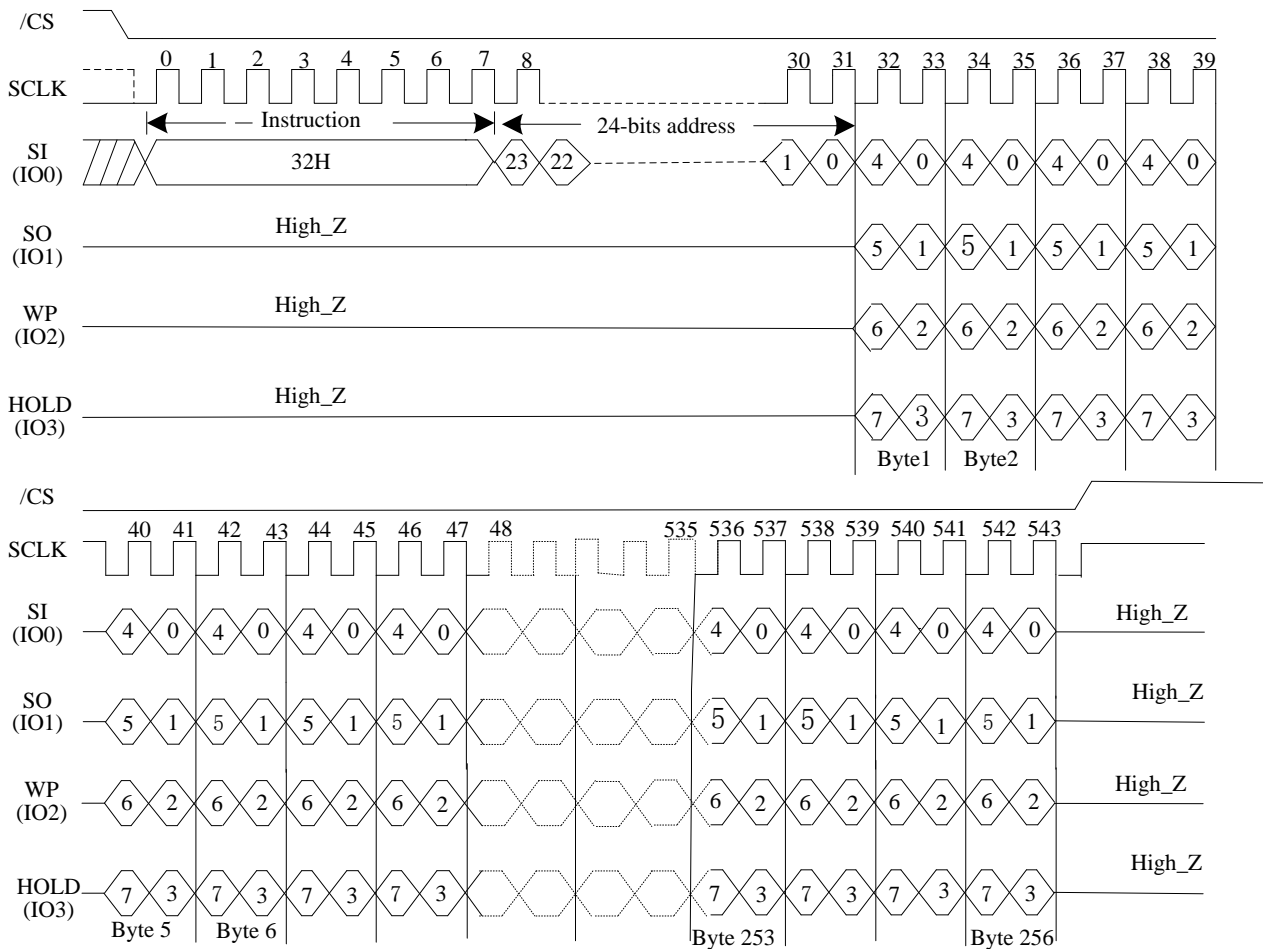 /CS
0 1 2 3 4 5 6 7 8 30 31 32 33 34 35 36 37 38 39
SCLK
Instruction 24-bits address
SI
(IO0)
32H 23 22 1 0 4 0 4 0 4 0 4 0
SO
(IO1)
High_Z 5 1 5 1 5 1 5 1
WP
(IO2)
High_Z 6 2 6 2 6 2 6 2
HOLD
(IO3)
High_Z 7 3 7 3 7 3 7 3
Byte1 Byte2
/CS
40 41 42 43 44 45 46 47 48 535 536 537 538 539 540 541 542 543
SCLK
SI
(IO0)
4 0 4 0 4 0 4 0 4 0 4 0 4 0 4 0 High_Z
SO
(IO1)
5 1 5 1 5 1 5 1 5 1 5 1 5 1 5 1 High_Z
WP
(IO2)
6 2 6 2 6 2 6 2 6 2 6 2 6 2 6 2 High_Z
HOLD
(IO3)
7 3 7 3 7 3 7 3 7 3 7 3 7 3 7 3 High_Z
Byte 5 Byte 6 Byte 253 Byte 256